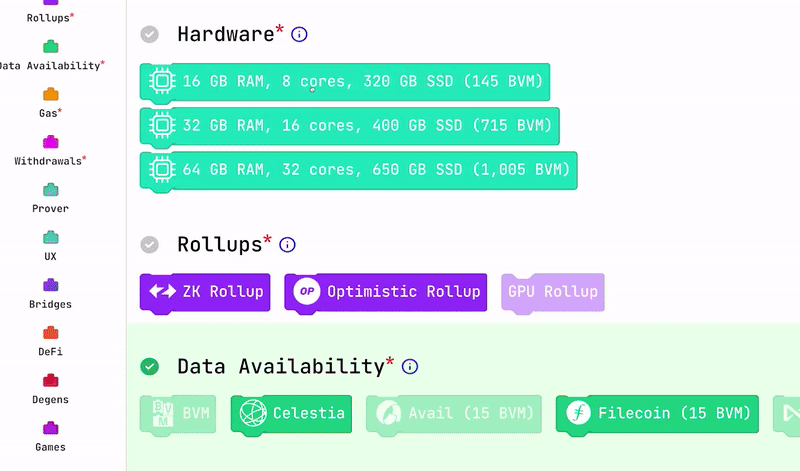 Rollups*
Data Availability*
Gas*
Withdrawals*
Prover
UX
Bridges
DeFi
Degens
Games
Hardware* i
16 GB RAM, 8 cores, 320 GB SSD (145 BVM)
32 GB RAM, 16 cores, 400 GB SSD (715 BVM)
64 GB RAM, 32 cores, 650 GB SSD (1,005 BVM)
Rollups* i
ZK Rollup
OP Optimistic Rollup
GPU Rollup
Data Availability* i
BVM BVM
Celestia
Avail (15 BVM)
Filecoin (15 BVM)